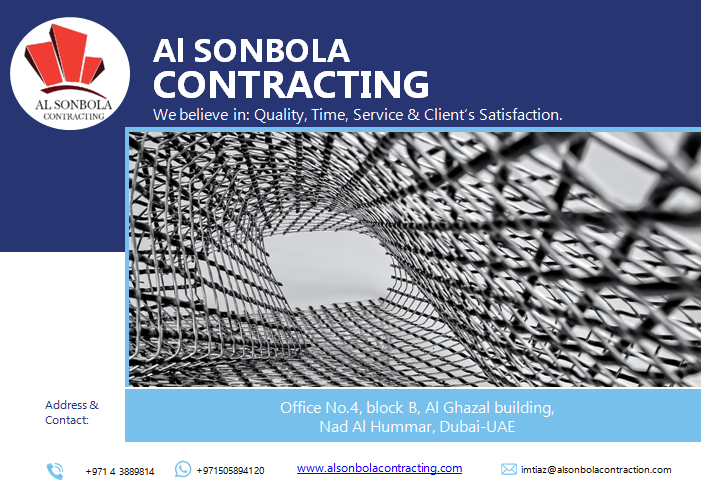 Al SONBOLA
CONTRACTING
We believe in: Quality, Time, Service & Client's Satisfaction.
AL SONBOLA
CONTRACTING
Address &
Contact:
Office No.4, block B, Al Ghazal building,
Nad Al Hummar, Dubai-UAE
+971 4 3889814
+971505894120
www.alsonbolacontracting.com
imtiaz@alsonbolacontraction.com